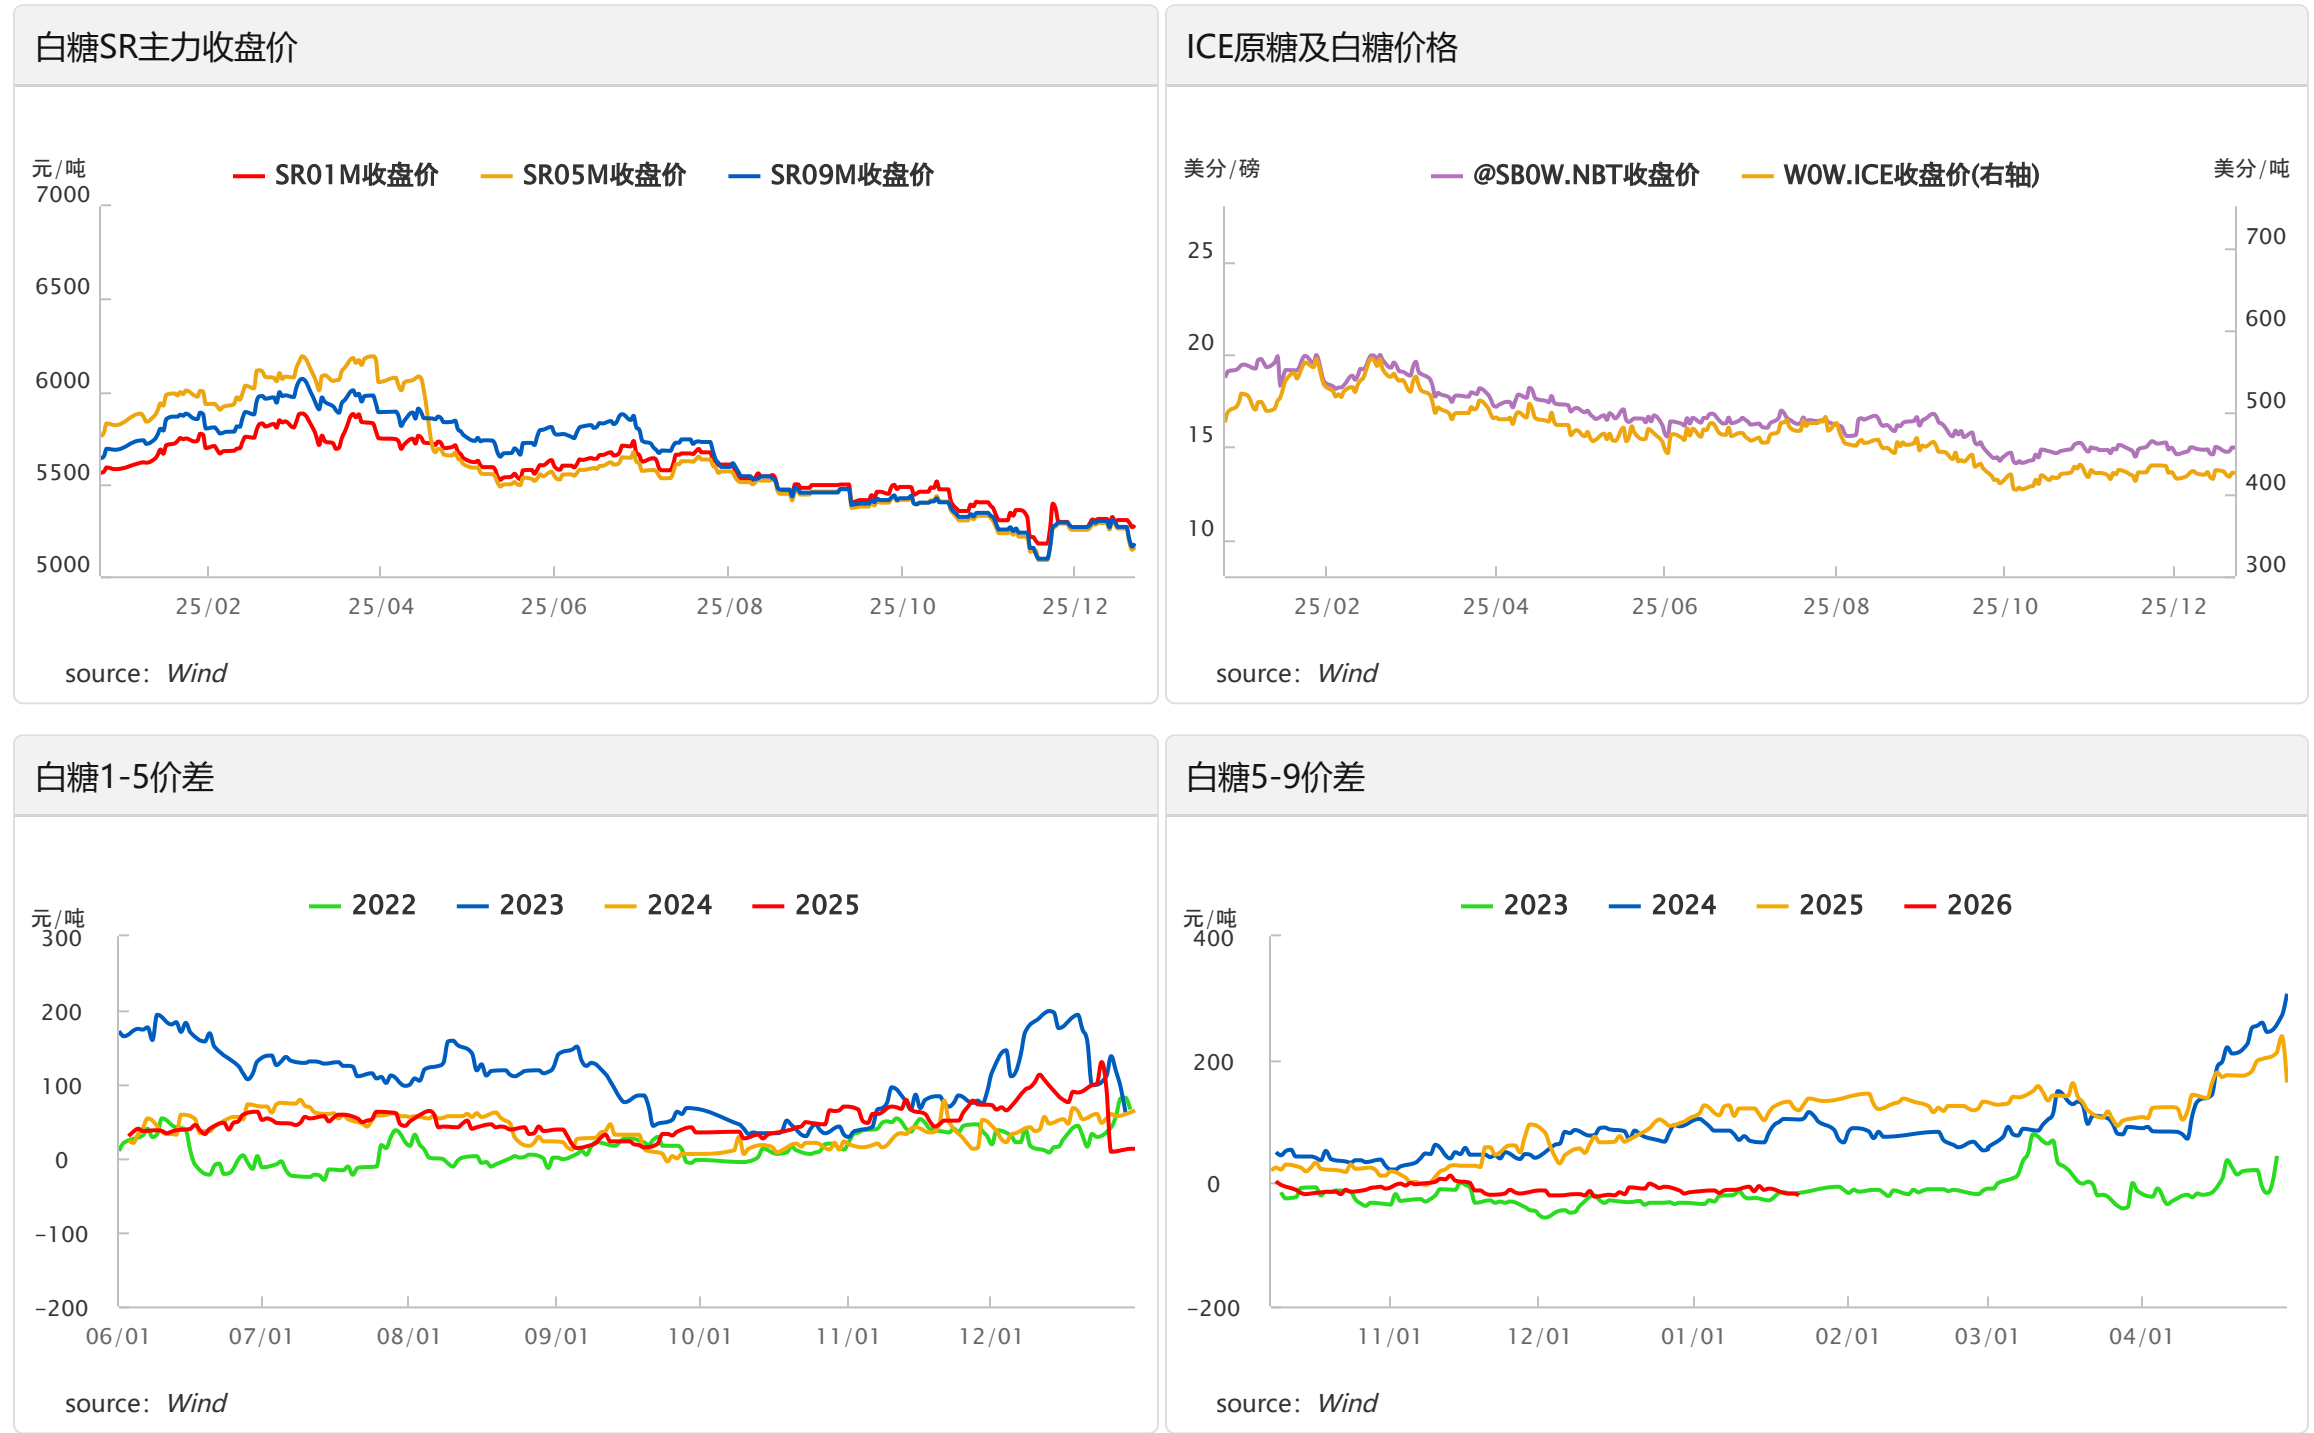 白糖SR主力收盘价
元/吨
SR01M收盘价 SR05M收盘价 SR09M收盘价
7000
6500
6000
5500
5000
25/02 25/04 25/06 25/08 25/10 25/12
source: Wind
ICE原糖及白糖价格
美分/磅 美分/吨
@SB0W.NBT收盘价 W0W.ICE收盘价(右轴)
25
20
15
10
700
600
500
400
300
25/02 25/04 25/06 25/08 25/10 25/12
source: Wind
白糖1-5价差
2022 2023 2024 2025
元/吨
300
200
100
0
-100
-200
06/01 07/01 08/01 09/01 10/01 11/01 12/01
source: Wind
白糖5-9价差
2023 2024 2025 2026
元/吨
400
200
0
-200
11/01 12/01 01/01 02/01 03/01 04/01
source: Wind